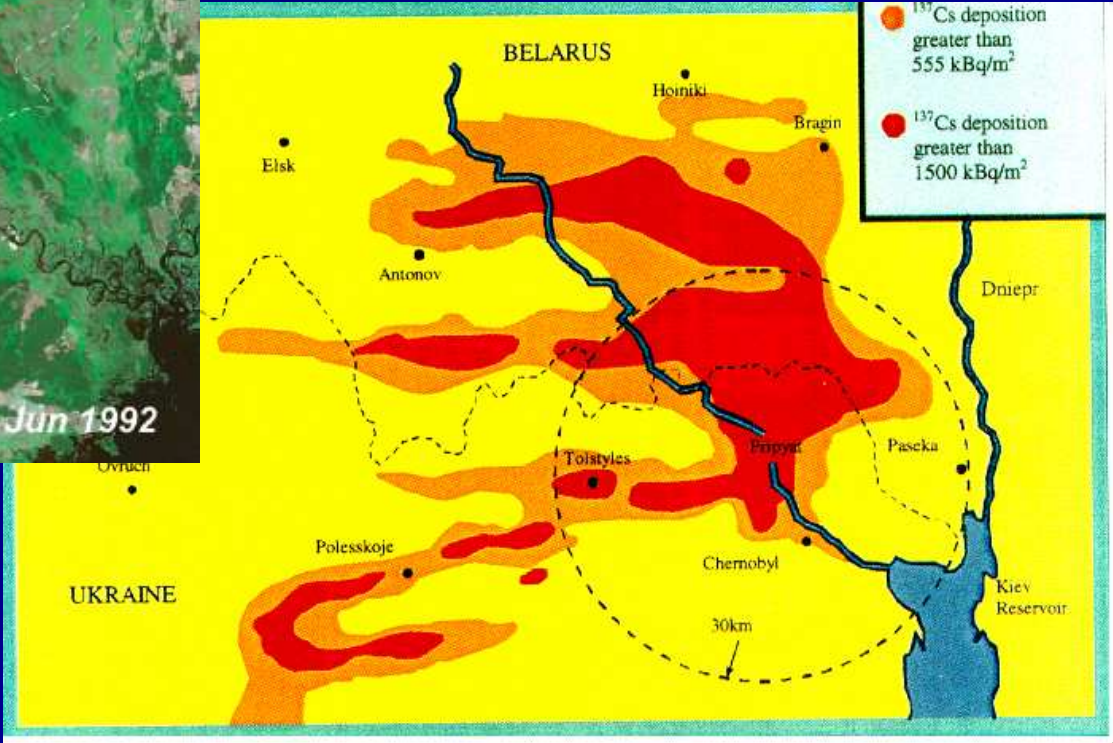 ¹³⁷Cs deposition
greater than
555 kBq/m²
¹³⁷Cs deposition
greater than
1500 kBq/m²
BELARUS
Hoiniki
Bragin
Elsk
Antonov
Dniepr
Jun 1992
Ovruch
Tolstyles
Pripyat
Paseka
Polesskoje
Chernobyl
UKRAINE
Kiev
Reservoir
30km